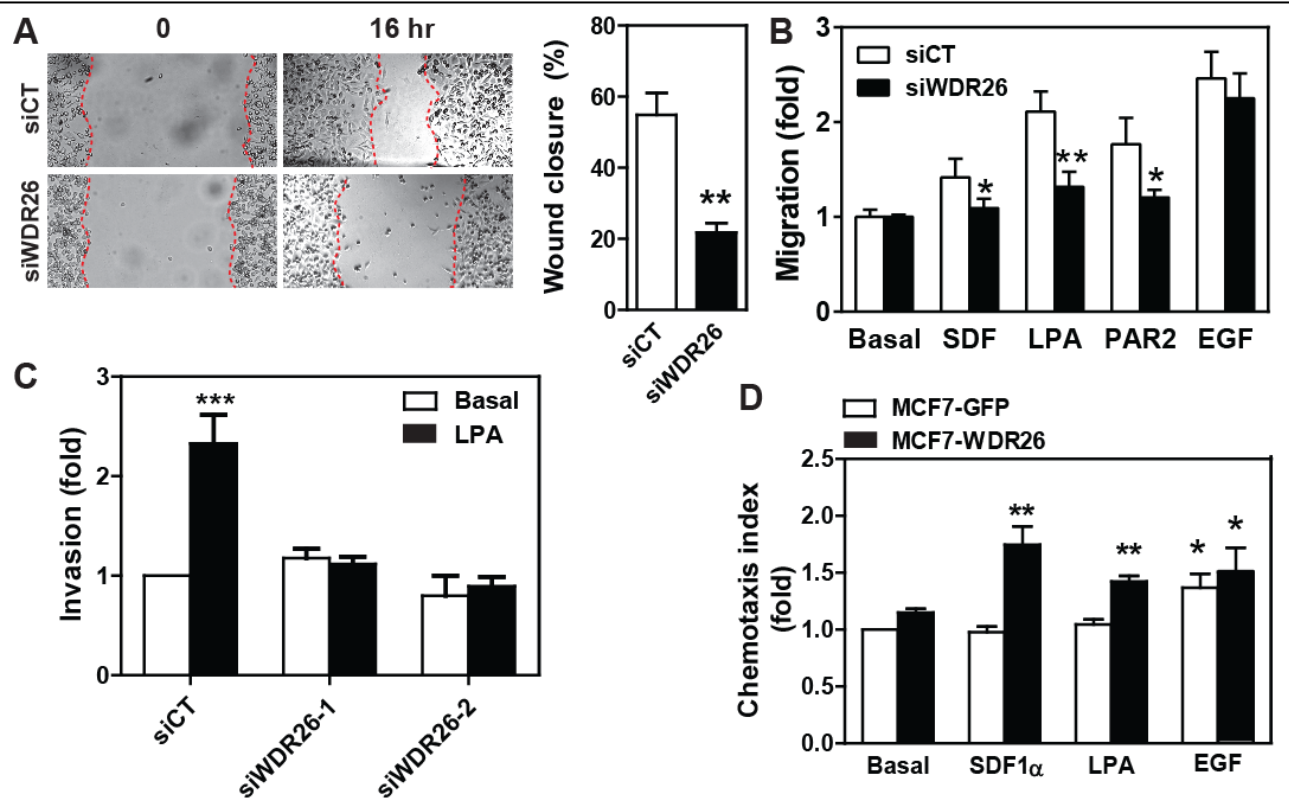 A
0
16 hr
siCT
siWDR26
Wound closure (%)
80
60
40
20
0
**
siCT
siWDR26
B
Migration (fold)
3
2
1
0
siCT
siWDR26
*
**
*
Basal SDF LPA PAR2 EGF
C
Invasion (fold)
3
2
1
0
***
Basal
LPA
siCT
siWDR26-1
siWDR26-2
D
MCF7-GFP
MCF7-WDR26
Chemotaxis index
(fold)
2.5
2.0
1.5
1.0
0.5
0.0
**
**
*
*
Basal SDF1α LPA EGF